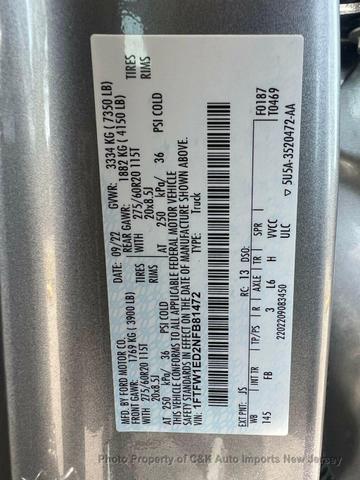 MFD. BY FORD MOTOR CO.
DATE: 09/22 GVWR: 3334 KG (7350 LB)
FRONT GAWR: 1769 KG (3900 LB) REAR GAWR: 1882 KG (4150 LB)
WITH 275/60R20 115T WITH 275/60R20 115T TIRES
20x8.5J 20x8.5J RIMS
AT 250 kPa/ 36 PSI COLD AT 250 kPa/ 36 PSI COLD
THIS VEHICLE CONFORMS TO ALL APPLICABLE FEDERAL MOTOR VEHICLE
SAFETY STANDARDS IN EFFECT ON THE DATE OF MANUFACTURE SHOWN ABOVE.
VIN: 1FTFW1ED2NFB81472
TYPE: Truck
F0187
T0469
EXT PNT: JS RC: 13 DSO:
WB INT TR TP/PS R AXLE TR SPR
145 FB 3 L6 H VVCC
ULC
2202209083450
5U5A-3520472-AA
TIRES
RIMS
Photo Property of C&K Auto Imports New Jersey